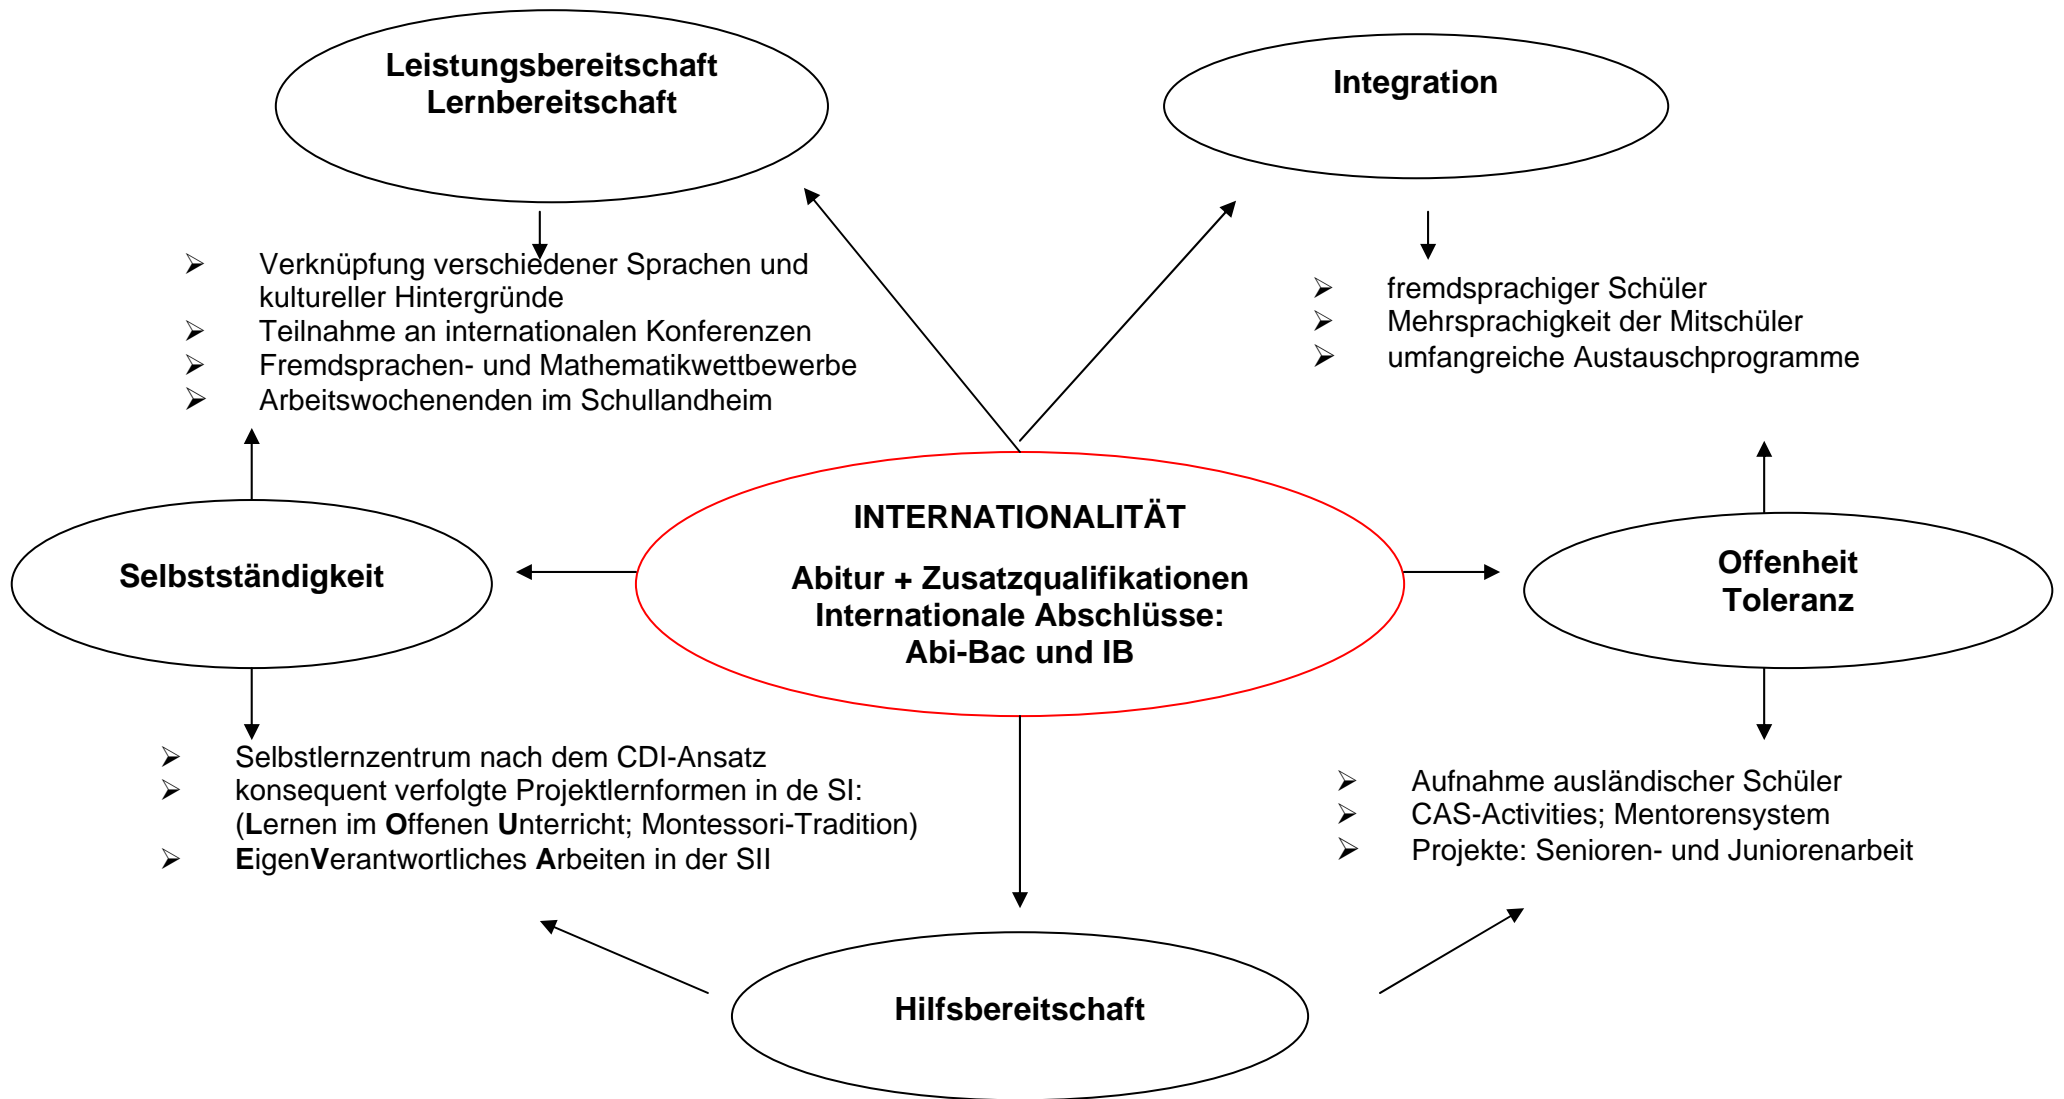 Leistungsbereitschaft
Lernbereitschaft
Integration
Verknüpfung verschiedener Sprachen und
kultureller Hintergründe
Teilnahme an internationalen Konferenzen
Fremdsprachen- und Mathematikwettbewerbe
Arbeitswochenenden im Schullandheim
fremdsprachiger Schüler
Mehrsprachigkeit der Mitschüler
umfangreiche Austauschprogramme
Selbstständigkeit
INTERNATIONALITÄT
Abitur + Zusatzqualifikationen
Internationale Abschlüsse:
Abi-Bac und IB
Offenheit
Toleranz
Selbstlernzentrum nach dem CDI-Ansatz
konsequent verfolgte Projektlernformen in de SI:
(Lernen im Offenen Unterricht; Montessori-Tradition)
EigenVerantwortliches Arbeiten in der SII
Aufnahme ausländischer Schüler
CAS-Activities; Mentorensystem
Projekte: Senioren- und Juniorenarbeit
Hilfsbereitschaft